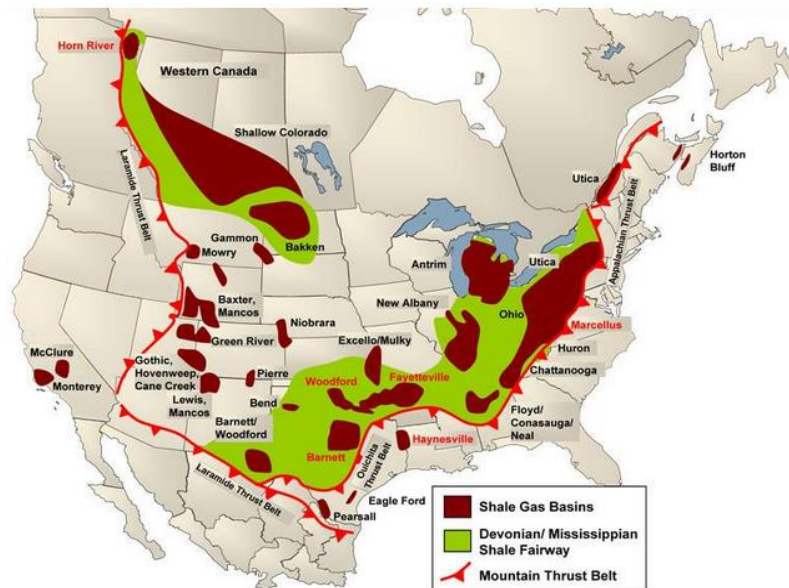 Horn River
Western Canada
Shallow Colorado
Laramide Thrust Belt
Utica
Horton
Bluff
Appalachian Thrust Belt
Gammon
Mowry
Bakken
Antrim
Utica
Baxter,
Mancos
New Albany
Ohio
Niobrara
Marcellus
Green River
Excello/Mulky
Huron
McClure
Monterey
Gothic,
Hovenweep,
Cane Creek
Pierre
Woodford
Fayetteville
Chattanooga
Lewis,
Mancos
Bend
Floyd/
Conasauga/
Neal
Barnett/
Woodford
Barnett
Ouichita
Thrust Belt
Haynesville
Laramide Thrust Belt
Eagle Ford
Pearsall
Shale Gas Basins
Devonian/ Mississippian
Shale Fairway
Mountain Thrust Belt